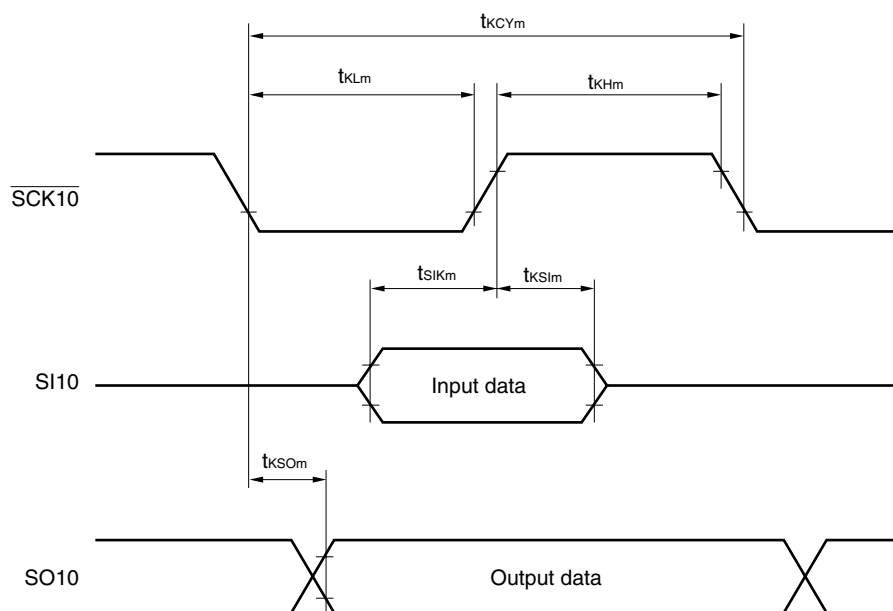 tKCYm
tKLm
tKHm
SCK10
tSIKm
tKSIm
SI10
Input data
tKSOm
SO10
Output data